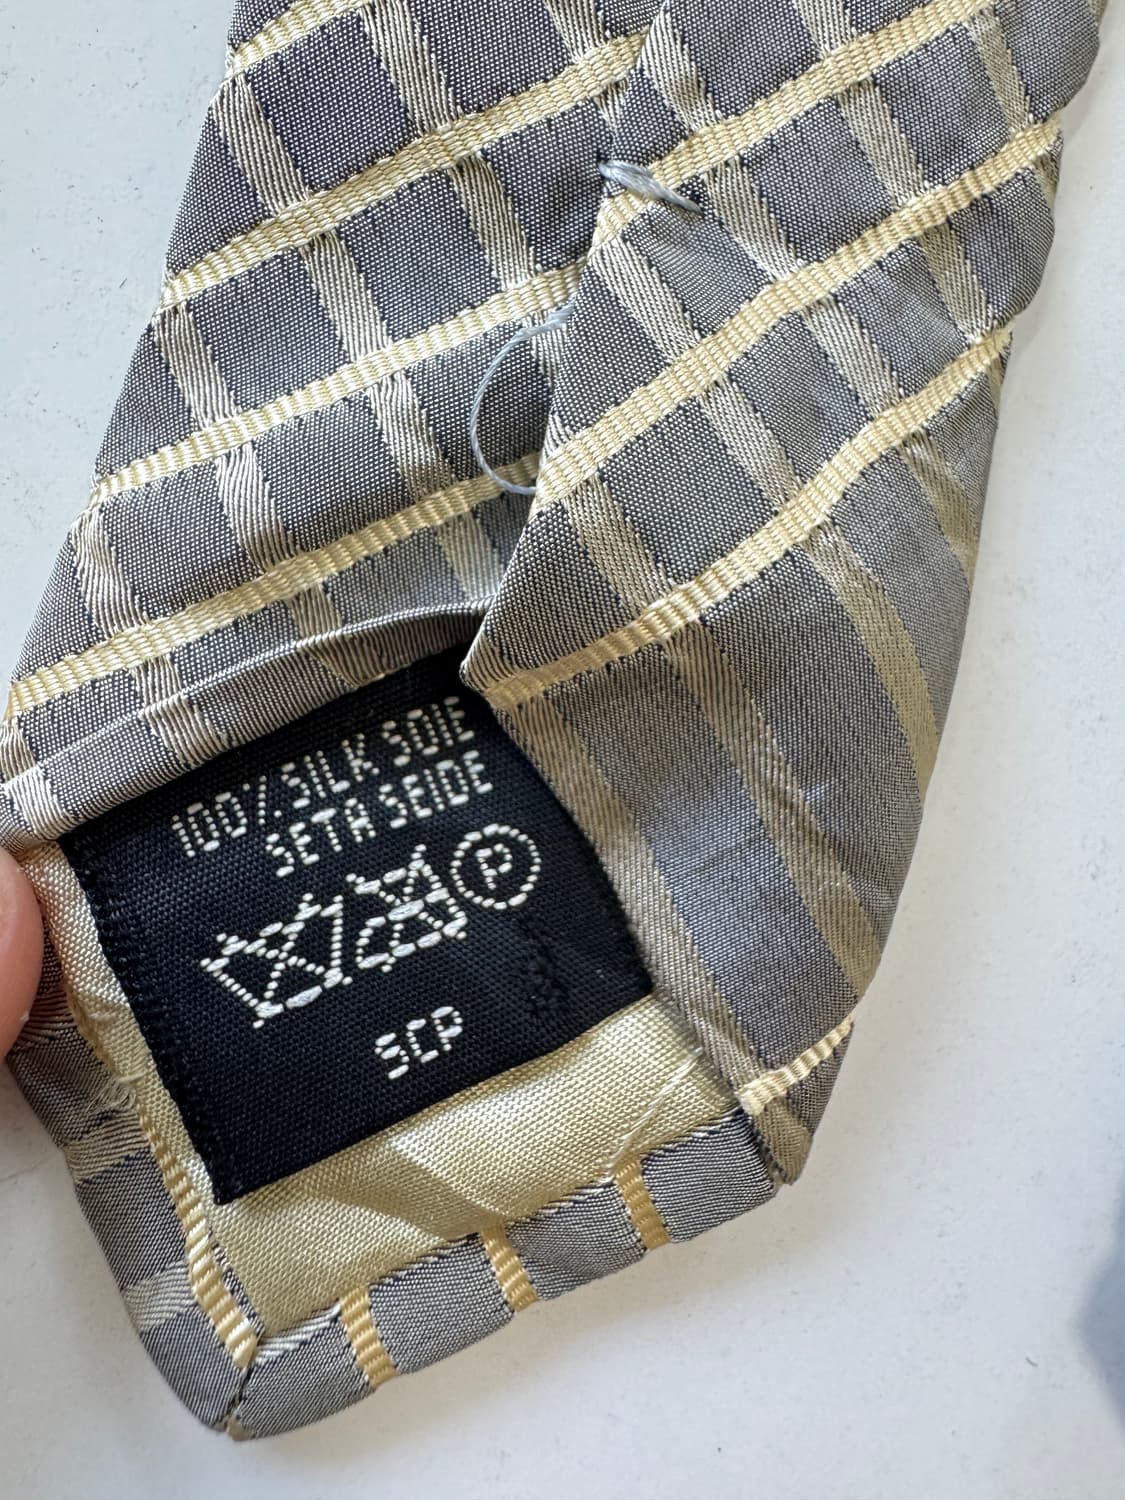 100% SILK SOIE
SETA SEIDE
P
SCP